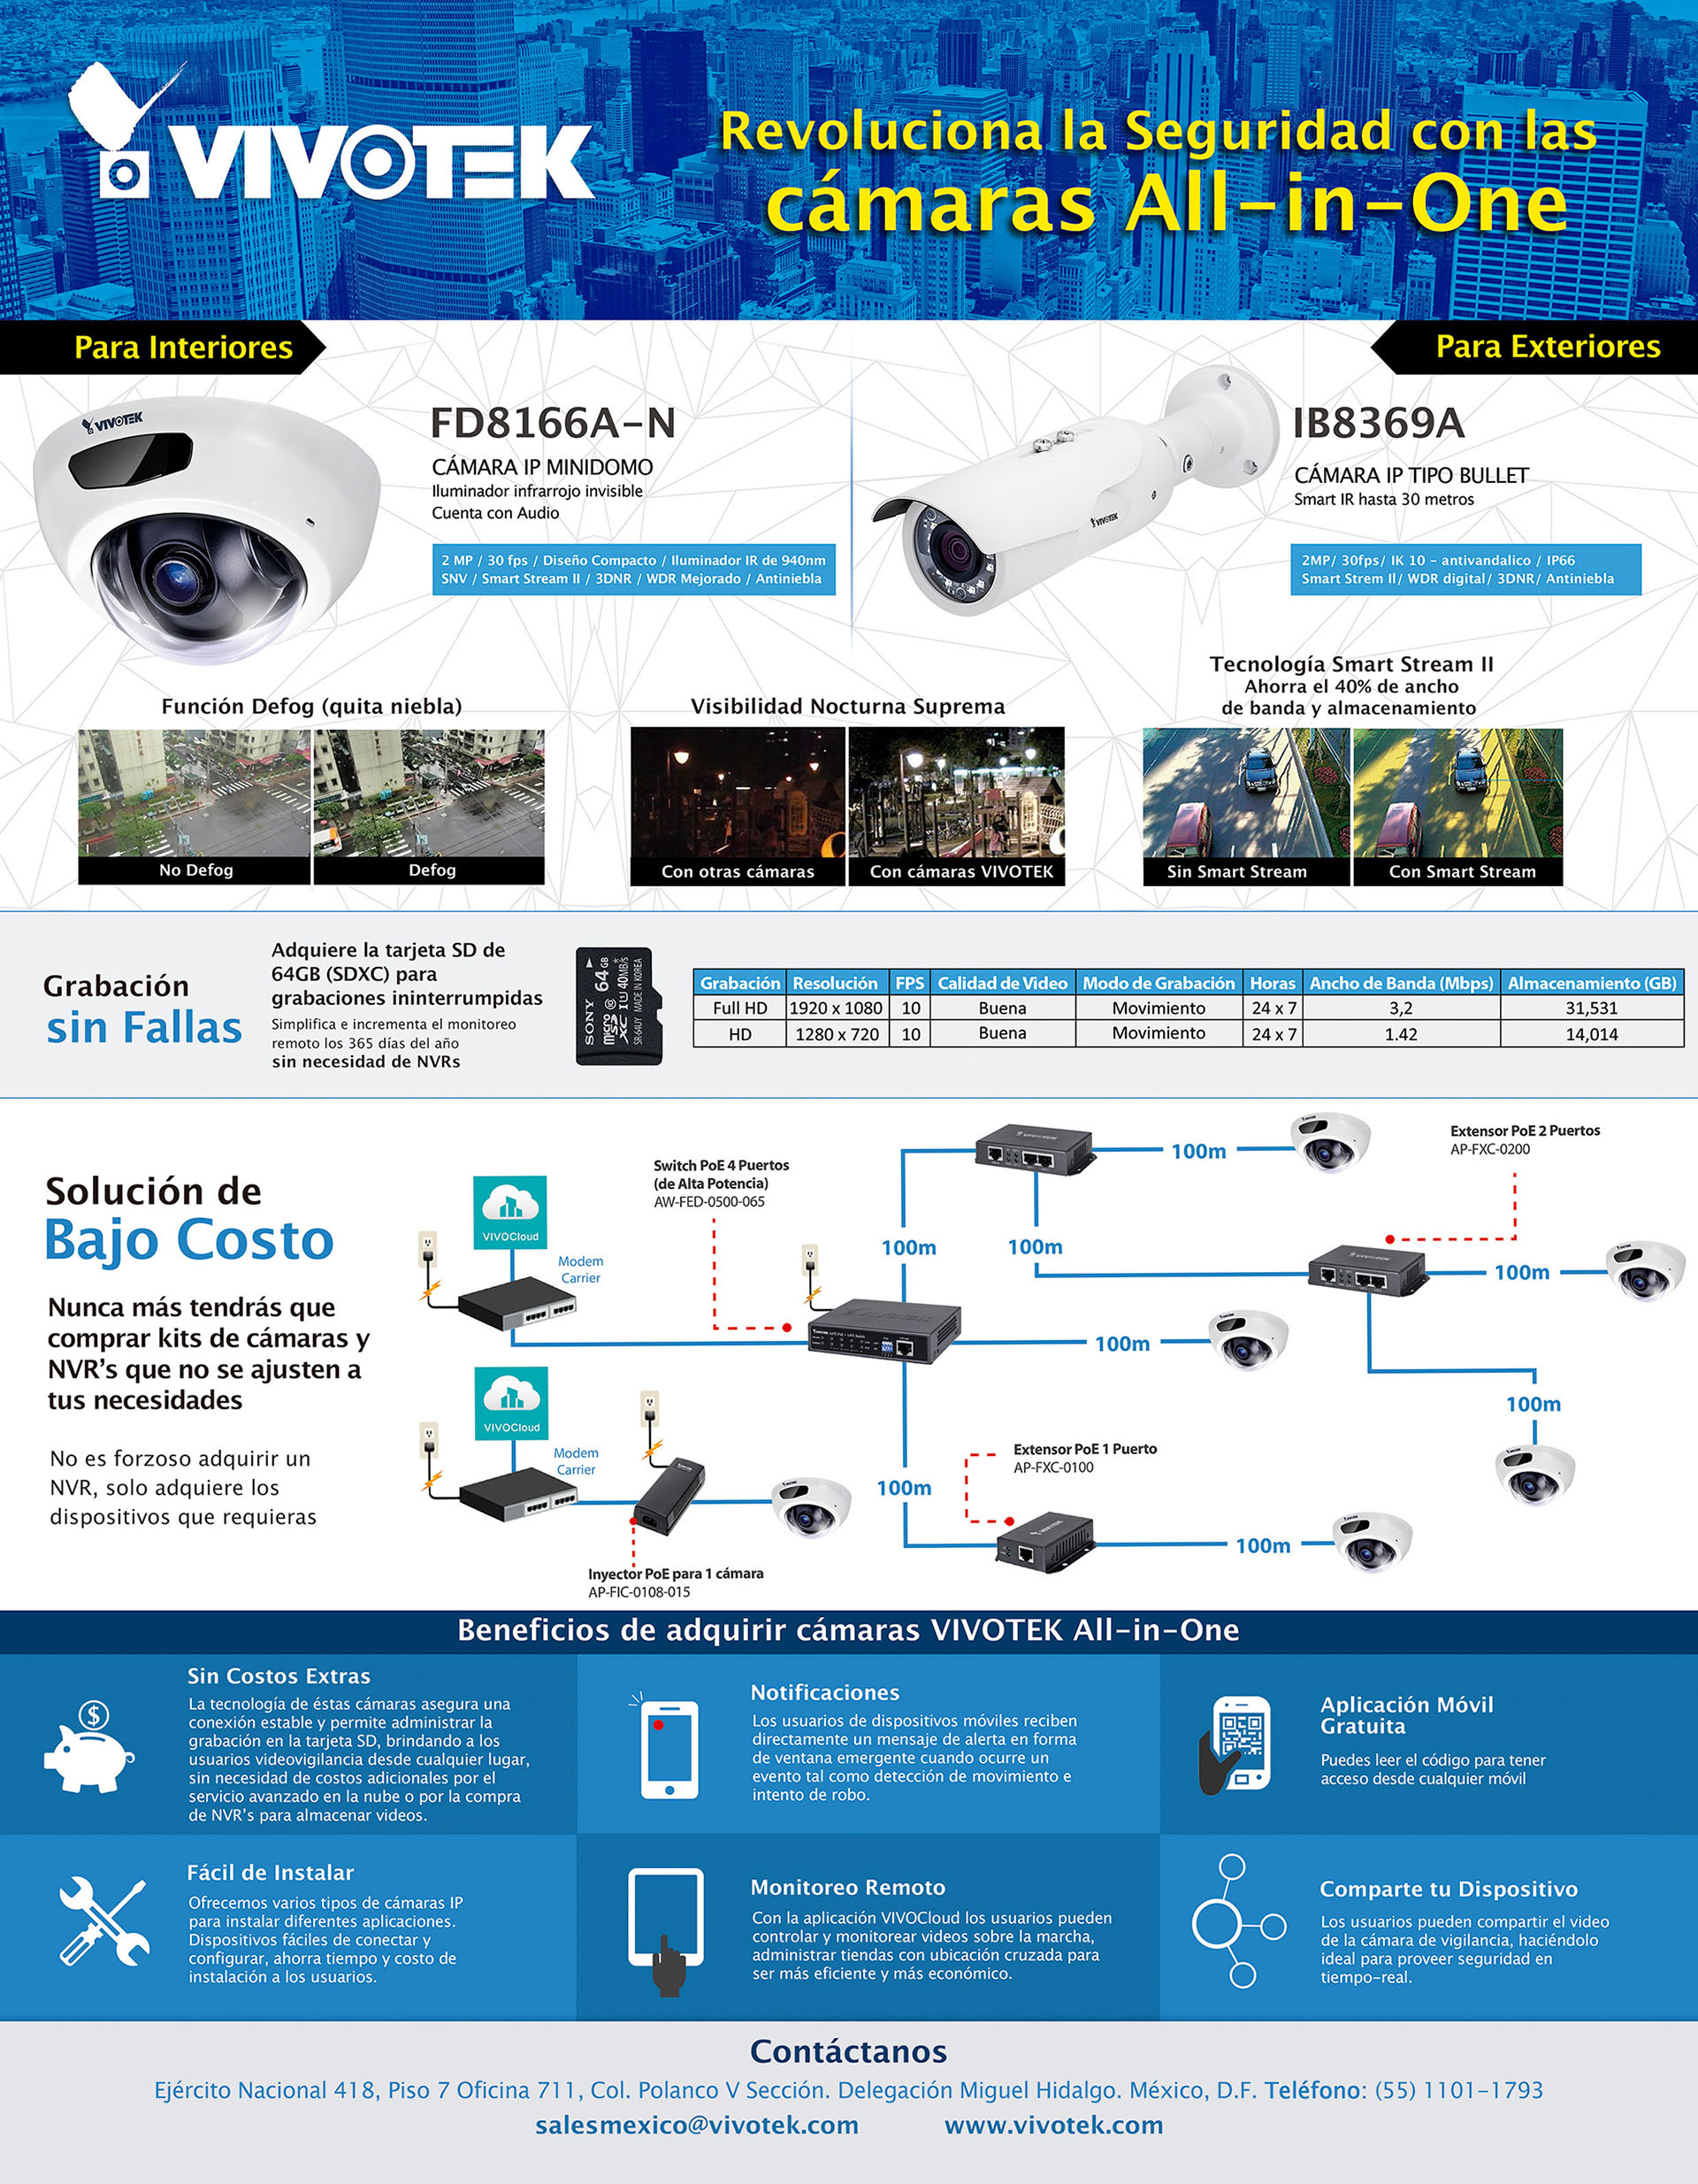 VIVOTEK
Revoluciona la Seguridad con las
cámaras All-in-One
Para Interiores
Para Exteriores
VIVOTEK
FD8166A-N
CÁMARA IP MINIDOMO
Iluminador infrarrojo invisible
Cuenta con Audio
2 MP / 30 fps / Diseño Compacto / Iluminador IR de 940nm
SNV / Smart Stream II / 3DNR / WDR Mejorado / Antiniebla
VIVOTEK
IB8369A
CÁMARA IP TIPO BULLET
Smart IR hasta 30 metros
2MP/ 30fps/ IK 10 - antivandalico / IP66
Smart Strem II/ WDR digital/ 3DNR/ Antiniebla
Función Defog (quita niebla)
No Defog
Defog
Visibilidad Nocturna Suprema
Con otras cámaras
Con cámaras VIVOTEK
Tecnología Smart Stream II
Ahorra el 40% de ancho
de banda y almacenamiento
Sin Smart Stream
Con Smart Stream
Grabación
sin Fallas
Adquiere la tarjeta SD de
64GB (SDXC) para
grabaciones ininterrumpidas
Simplifica e incrementa el monitoreo
remoto los 365 días del año
sin necesidad de NVRs
SONY
64GB
micro SD XC I U 40MB/s
SR-64UY MADE IN KOREA
Grabación Resolución FPS Calidad de Video Modo de Grabación Horas Ancho de Banda (Mbps) Almacenamiento (GB)
Full HD 1920 x 1080 10 Buena Movimiento 24 x 7 3,2 31,531
HD 1280 x 720 10 Buena Movimiento 24 x 7 1.42 14,014
Solución de
Bajo Costo
Nunca más tendrás que
comprar kits de cámaras y
NVR's que no se ajusten a
tus necesidades
No es forzoso adquirir un
NVR, solo adquiere los
dispositivos que requieras
VIVOCloud
Modem
Carrier
Switch PoE 4 Puertos
(de Alta Potencia)
AW-FED-0500-065
100m
100m
100m
Extensor PoE 2 Puertos
AP-FXC-0200
100m
100m
100m
VIVOCloud
Modem
Carrier
Inyector PoE para 1 cámara
AP-FIC-0108-015
100m
Extensor PoE 1 Puerto
AP-FXC-0100
100m
Beneficios de adquirir cámaras VIVOTEK All-in-One
Sin Costos Extras
La tecnología de éstas cámaras asegura una
conexión estable y permite administrar la
grabación en la tarjeta SD, brindando a los
usuarios videovigilancia desde cualquier lugar,
sin necesidad de costos adicionales por el
servicio avanzado en la nube o por la compra
de NVR's para almacenar videos.
Notificaciones
Los usuarios de dispositivos móviles reciben
directamente un mensaje de alerta en forma
de ventana emergente cuando ocurre un
evento tal como detección de movimiento e
intento de robo.
Aplicación Móvil
Gratuita
Puedes leer el código para tener
acceso desde cualquier móvil
Fácil de Instalar
Ofrecemos varios tipos de cámaras IP
para instalar diferentes aplicaciones.
Dispositivos fáciles de conectar y
configurar, ahorra tiempo y costo de
instalación a los usuarios.
Monitoreo Remoto
Con la aplicación VIVOCloud los usuarios pueden
controlar y monitorear videos sobre la marcha,
administrar tiendas con ubicación cruzada para
ser más eficiente y más económico.
Comparte tu Dispositivo
Los usuarios pueden compartir el video
de la cámara de vigilancia, haciéndolo
ideal para proveer seguridad en
tiempo-real.
Contáctanos
Ejército Nacional 418, Piso 7 Oficina 711, Col. Polanco V Sección. Delegación Miguel Hidalgo. México, D.F. Teléfono: (55) 1101-1793
salesmexico@vivotek.com www.vivotek.com